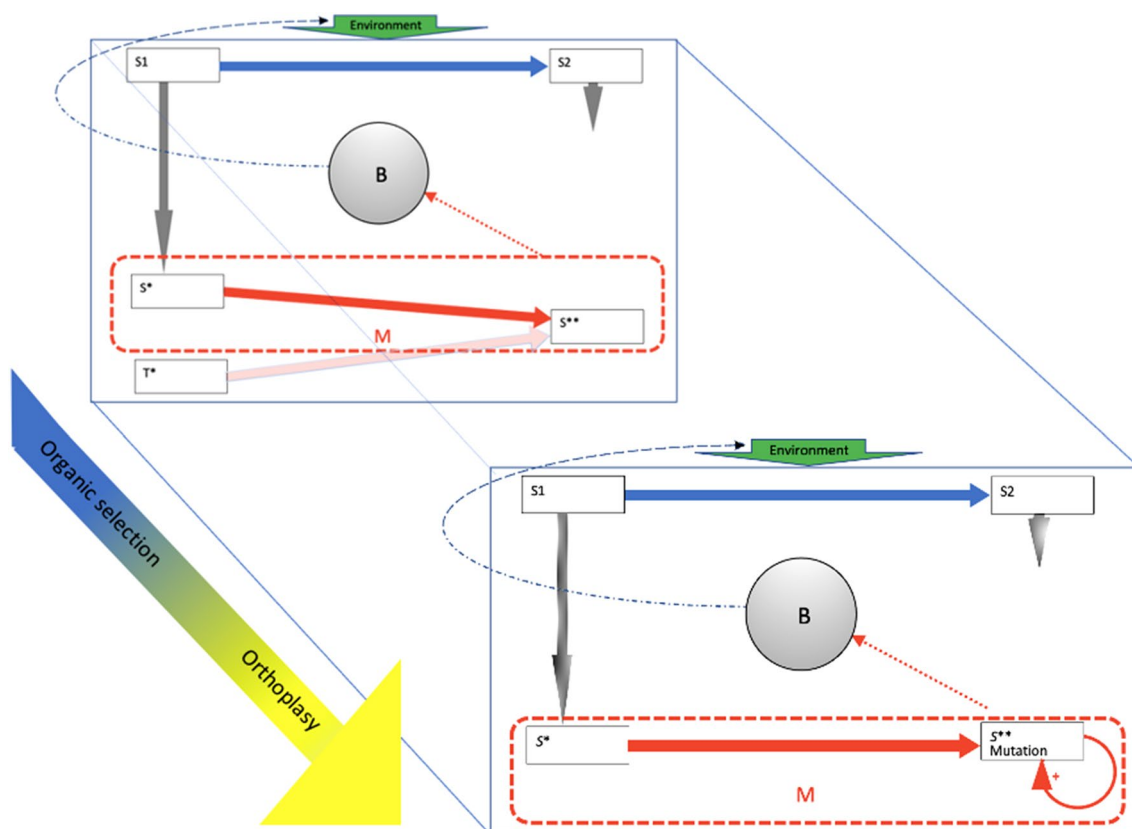 Environment
S1
S2
B
S*
S**
M
T*
Organic selection
Orthoplasy
Environment
S1
S2
B
S*
S**
Mutation
+
M